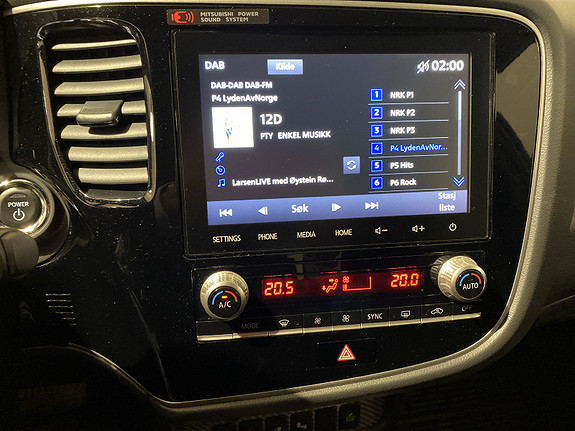 MITSUBISHI POWER
SOUND SYSTEM
DAB
Kilde
02:00
DAB-DAB DAB-FM
P4 LydenAvNorge
12D
PTY ENKEL MUSIKK
LarsenLIVE med Øystein Rø...
1 NRK P1
2 NRK P2
3 NRK P3
4 P4 LydenAvNor...
5 P5 Hits
6 P6 Rock
Søk
Stasj
liste
SETTINGS
PHONE
MEDIA
HOME
POWER
20.5
20.0
A/C
AUTO
MODE
SYNC
OFF